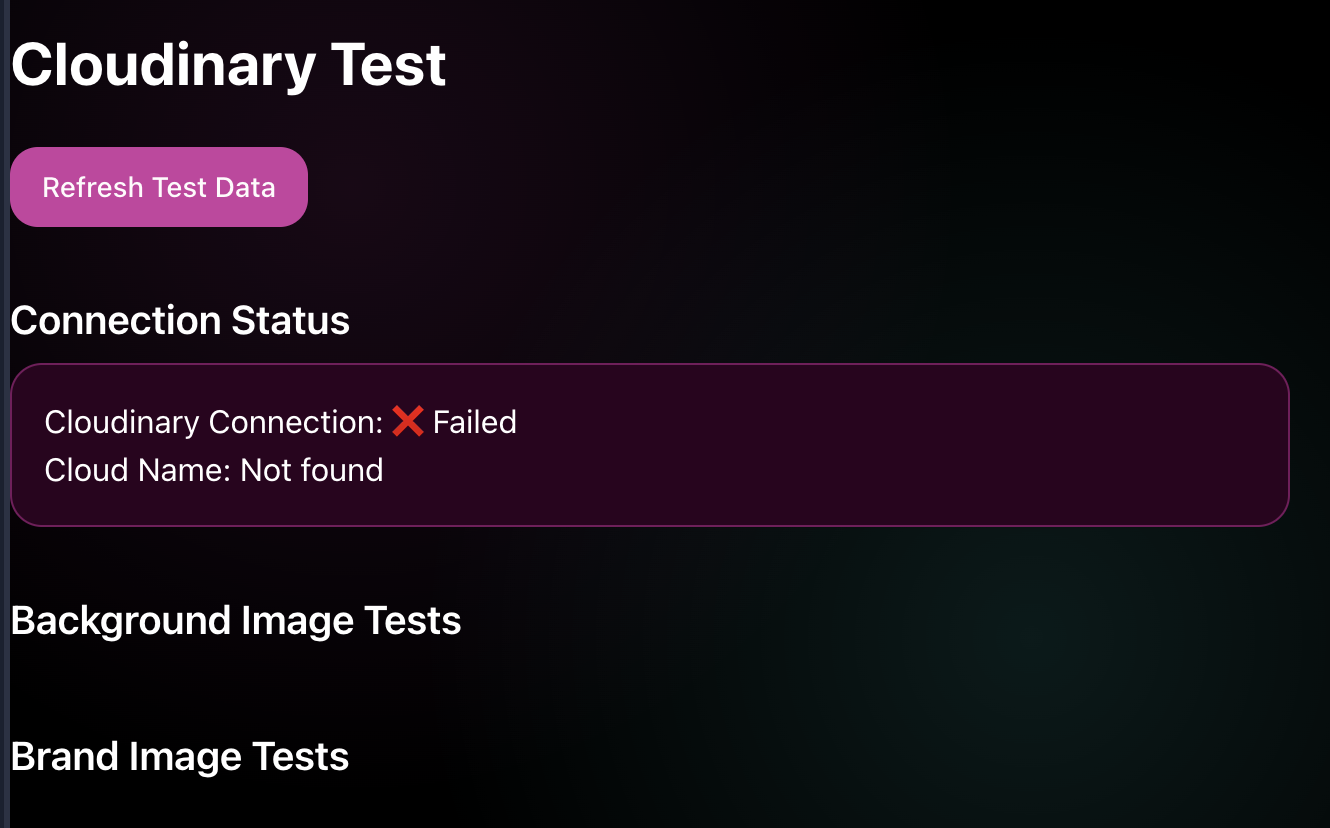 Cloudinary Test
Refresh Test Data
Connection Status
Cloudinary Connection: ❌ Failed
Cloud Name: Not found
Background Image Tests
Brand Image Tests